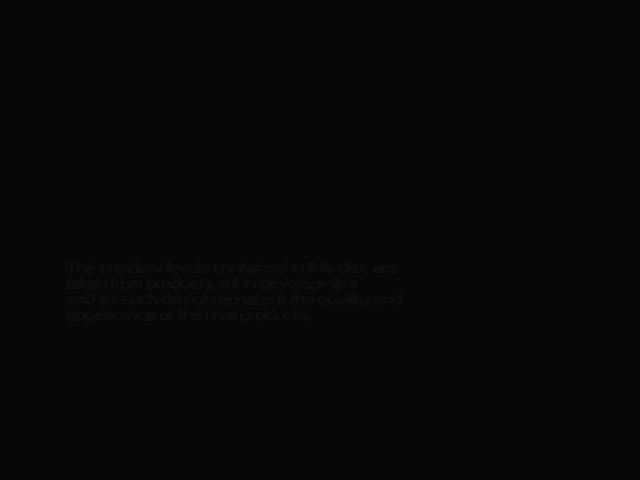 The preview levels contained in this disc are
taken from products still in development
and as such do not represent the quality and
appearance of the final products.